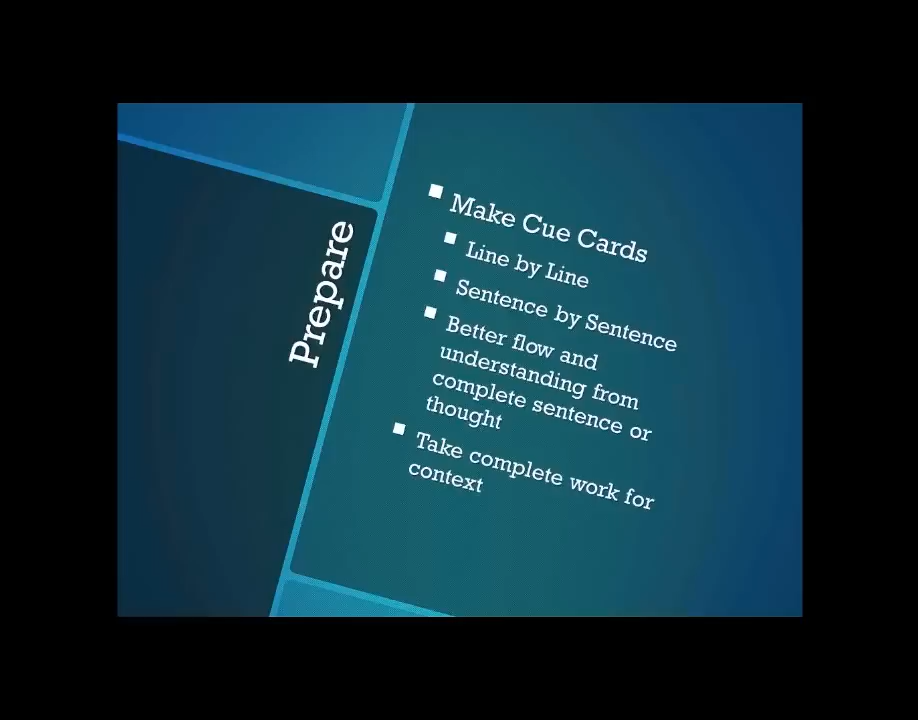 Prepare
Make Cue Cards
Line by Line
Sentence by Sentence
Better flow and
understanding from
complete sentence or
thought
Take complete work for
context